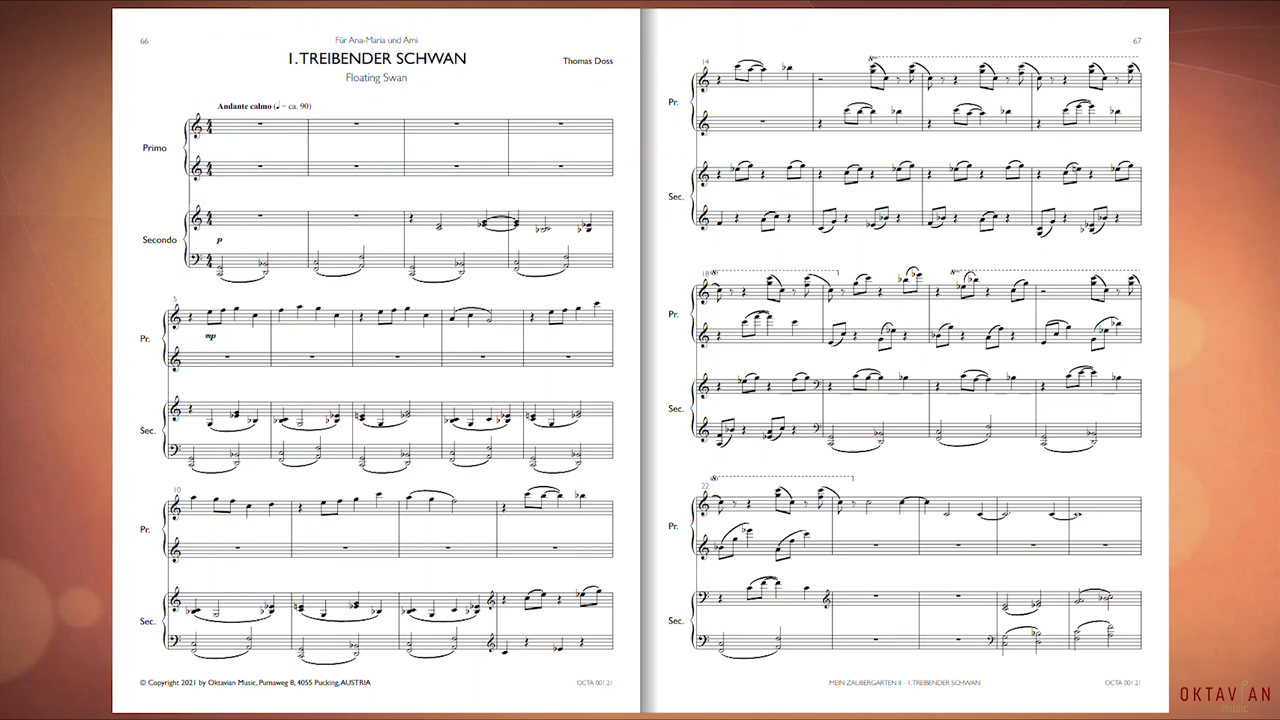 66
Für Ana-Maria und Ami
1. TREIBENDER SCHWAN
Floating Swan
Thomas Doss
Andante calmo (♩ = ca. 90)
Primo
Secondo
p
5
Pr.
mp
Sec.
10
Pr.
Sec.
© Copyright 2021 by Oktavian Music, Pumaweg 8, 4055 Pucking, AUSTRIA
OCTA 001.21
67
14
Pr.
Sec.
18
Pr.
Sec.
22
Pr.
Sec.
MEIN ZAUBERGARTEN II - 1. TREIBENDER SCHWAN
OCTA 001.21
OKTAVIAN
music